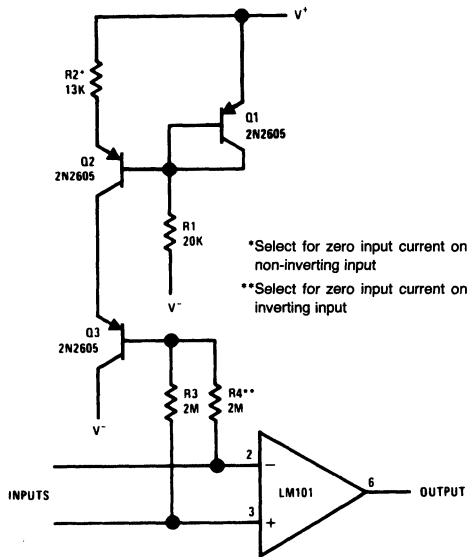 V+
R2*
13K
Q1
2N2605
Q2
2N2605
R1
20K
*Select for zero input current on
non-inverting input
**Select for zero input current on
inverting input
V-
Q3
2N2605
R3
2M
R4**
2M
V-
2
-
LM101
6
OUTPUT
INPUTS
3
+